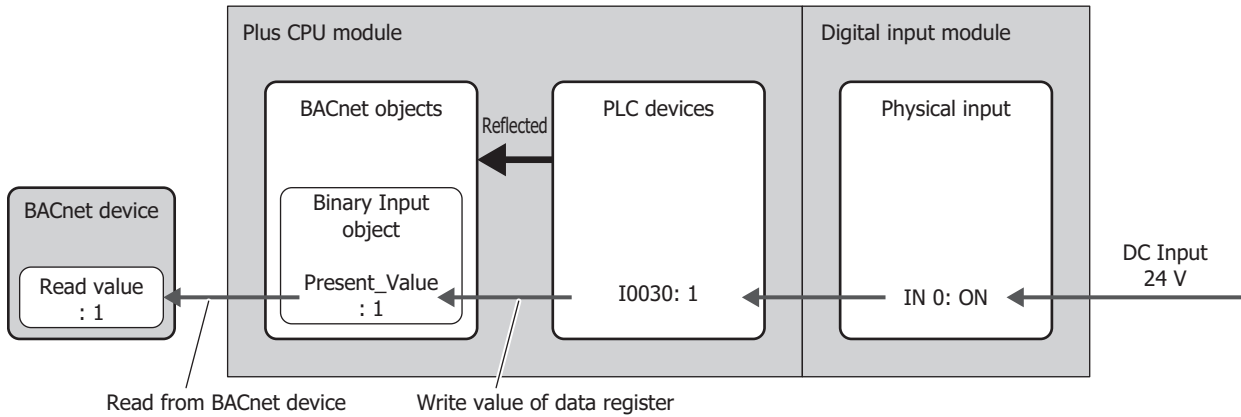 Plus CPU module
Digital input module
BACnet objects
Reflected
PLC devices
Physical input
BACnet device
Binary Input
object
DC Input
24 V
Read value
: 1
Present_Value
: 1
I0030: 1
IN 0: ON
Read from BACnet device
Write value of data register